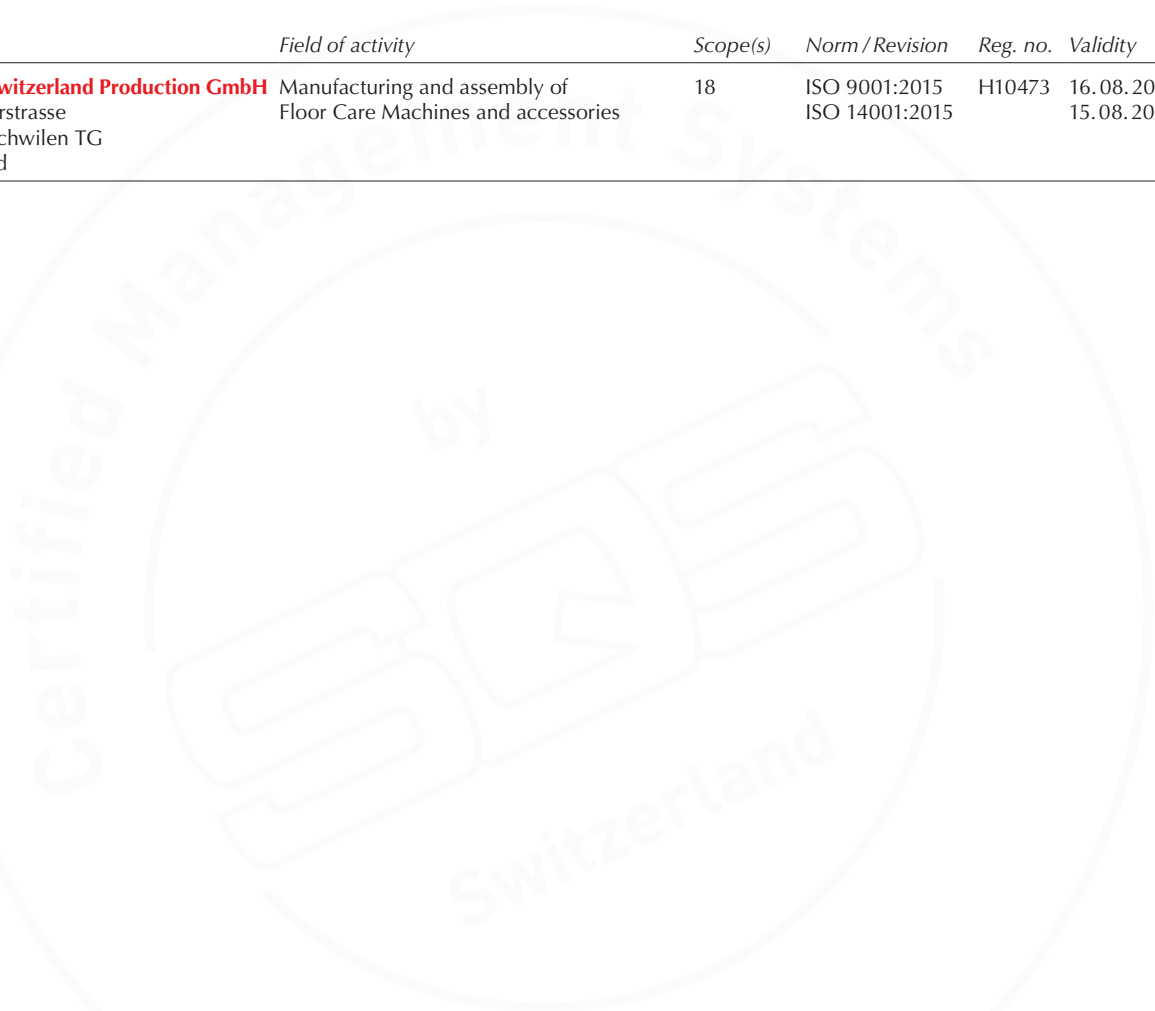 Field of activity Scope(s) Norm / Revision Reg. no. Validity
witzerland Production GmbH Manufacturing and assembly of 18 ISO 9001:2015 H10473 16. 08. 20
rstrasse Floor Care Machines and accessories ISO 14001:2015 15. 08. 20
chwilen TG
d
Certified Management Systems
by
SQS
Switzerland